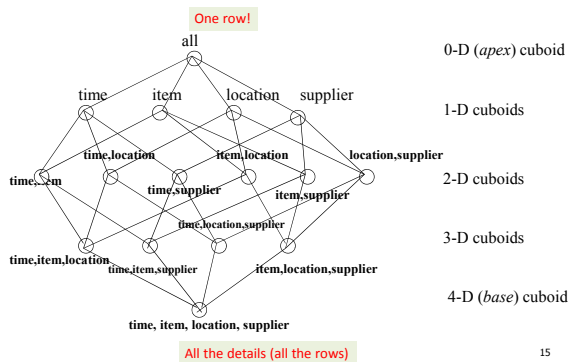 One row!
all
0-D (apex) cuboid
time
item
location
supplier
1-D cuboids
time,location
item,location
location,supplier
time,item
time,supplier
item,supplier
2-D cuboids
time,location,supplier
3-D cuboids
time,item,location
time,item,supplier
item,location,supplier
4-D (base) cuboid
time, item, location, supplier
All the details (all the rows)
15